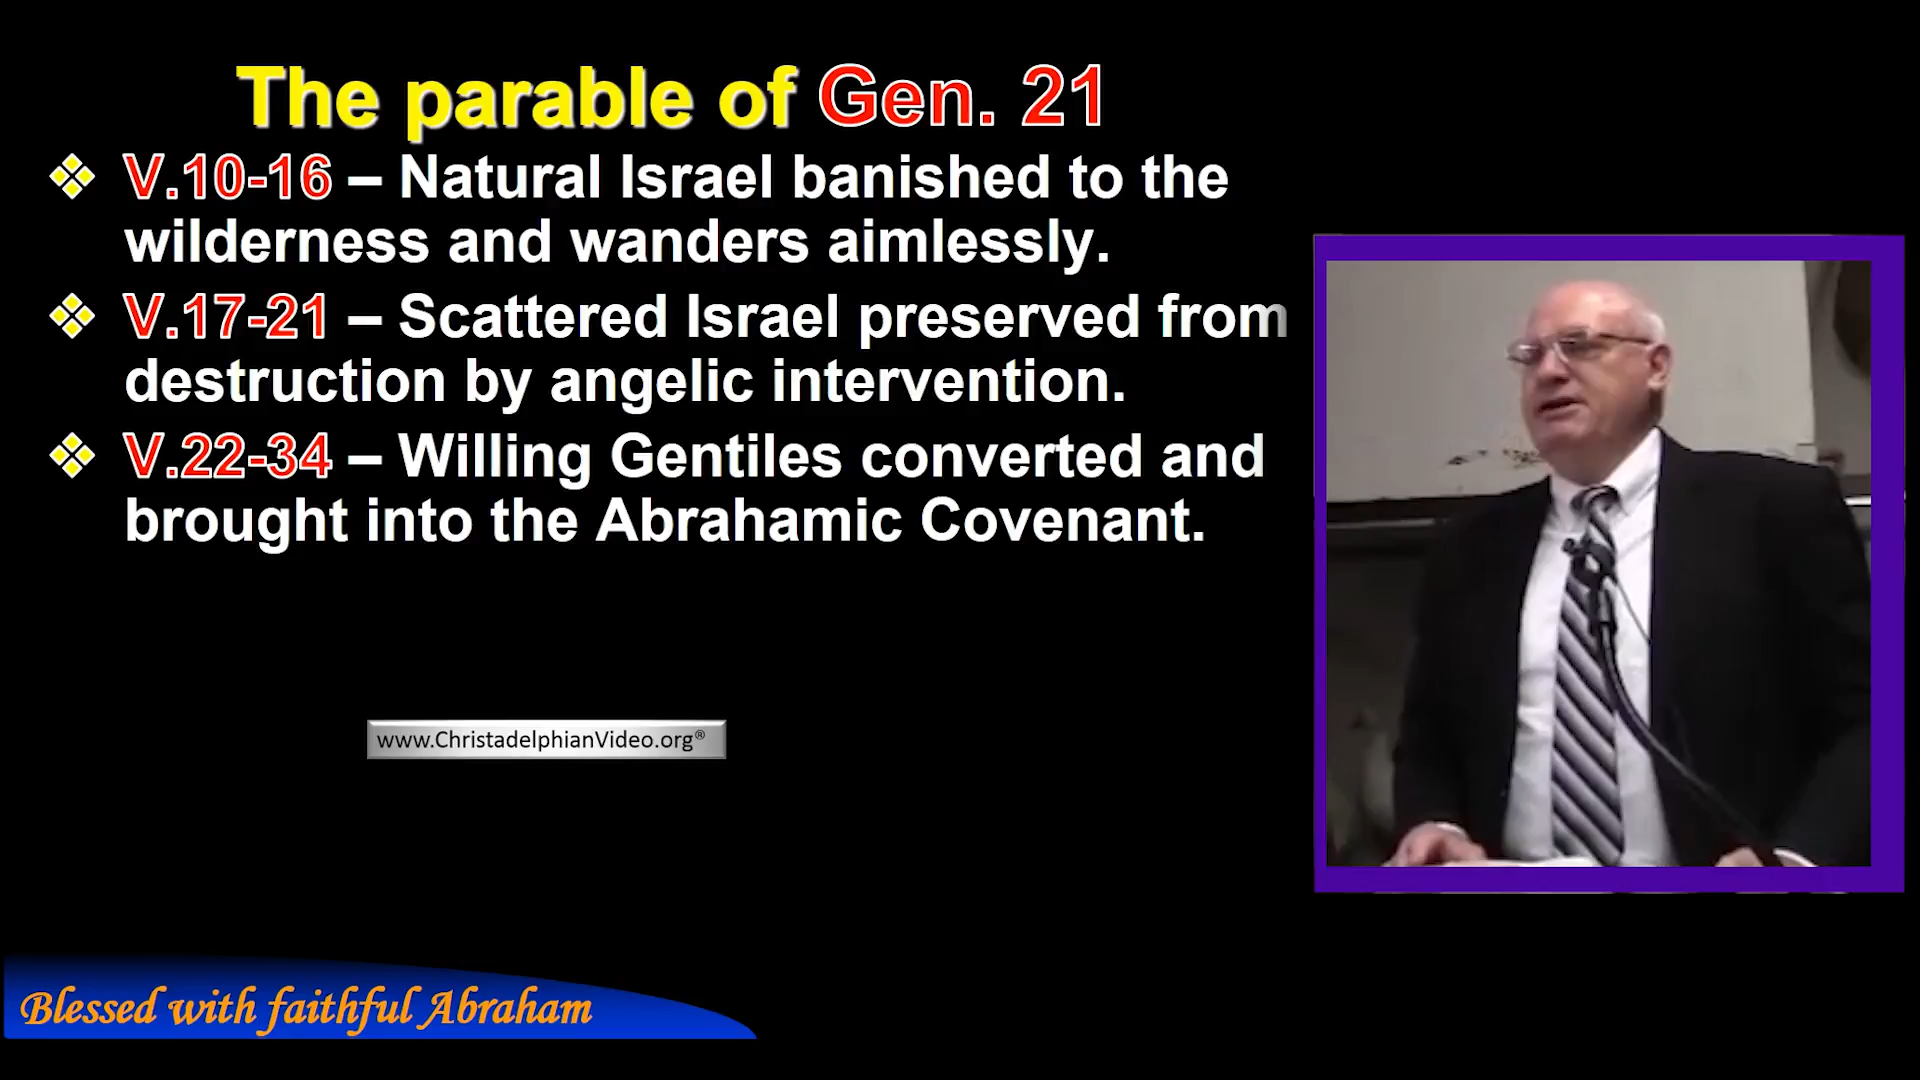 The parable of Gen. 21
❖ V.10-16 – Natural Israel banished to the
wilderness and wanders aimlessly.
❖ V.17-21 – Scattered Israel preserved from
destruction by angelic intervention.
❖ V.22-34 – Willing Gentiles converted and
brought into the Abrahamic Covenant.
www.ChristadelphianVideo.org®
Blessed with faithful Abraham